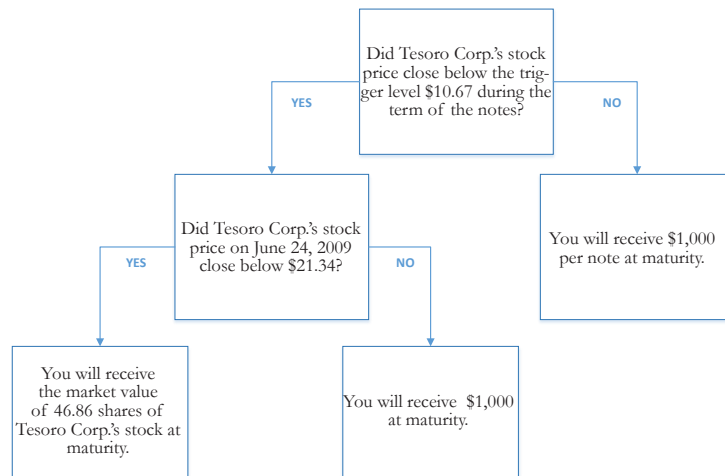 Did Tesoro Corp.'s stock
price close below the trig-
ger level $10.67 during the
term of the notes?
YES
NO
Did Tesoro Corp.'s stock
price on June 24, 2009
close below $21.34?
You will receive $1,000
per note at maturity.
YES
NO
You will receive
the market value
of 46.86 shares of
Tesoro Corp.'s stock at
maturity.
You will receive $1,000
at maturity.